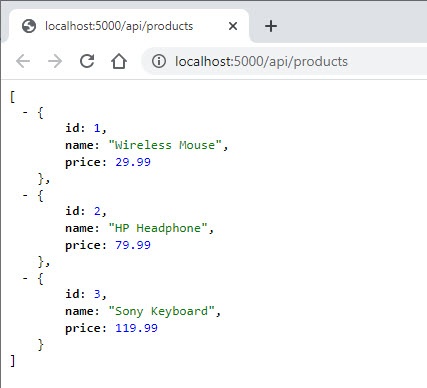 localhost:5000/api/products
localhost:5000/api/products
[
- {
id: 1,
name: "Wireless Mouse",
price: 29.99
},
- {
id: 2,
name: "HP Headphone",
price: 79.99
},
- {
id: 3,
name: "Sony Keyboard",
price: 119.99
}
]